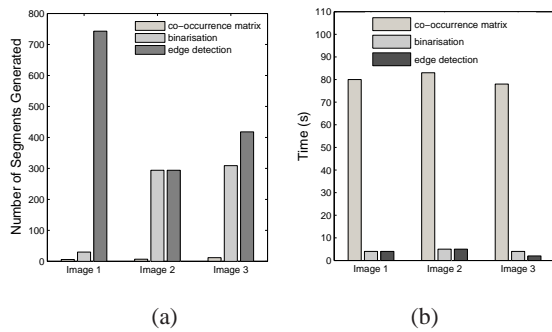 800
700
600
500
400
300
200
100
0
Number of Segments Generated
co-occurrence matrix
binarisation
edge detection
Image 1 Image 2 Image 3
(a)
110
100
90
80
70
60
50
40
30
20
10
0
Time (s)
co-occurrence matrix
binarisation
edge detection
Image 1 Image 2 Image 3
(b)